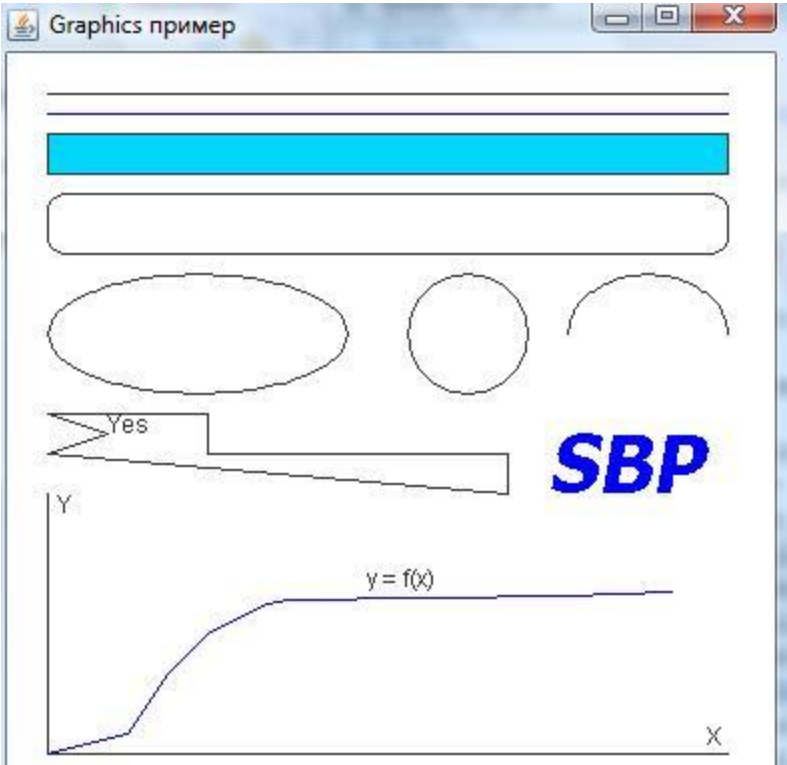 Graphics пример
Yes
SBP
Y
y = f(x)
X